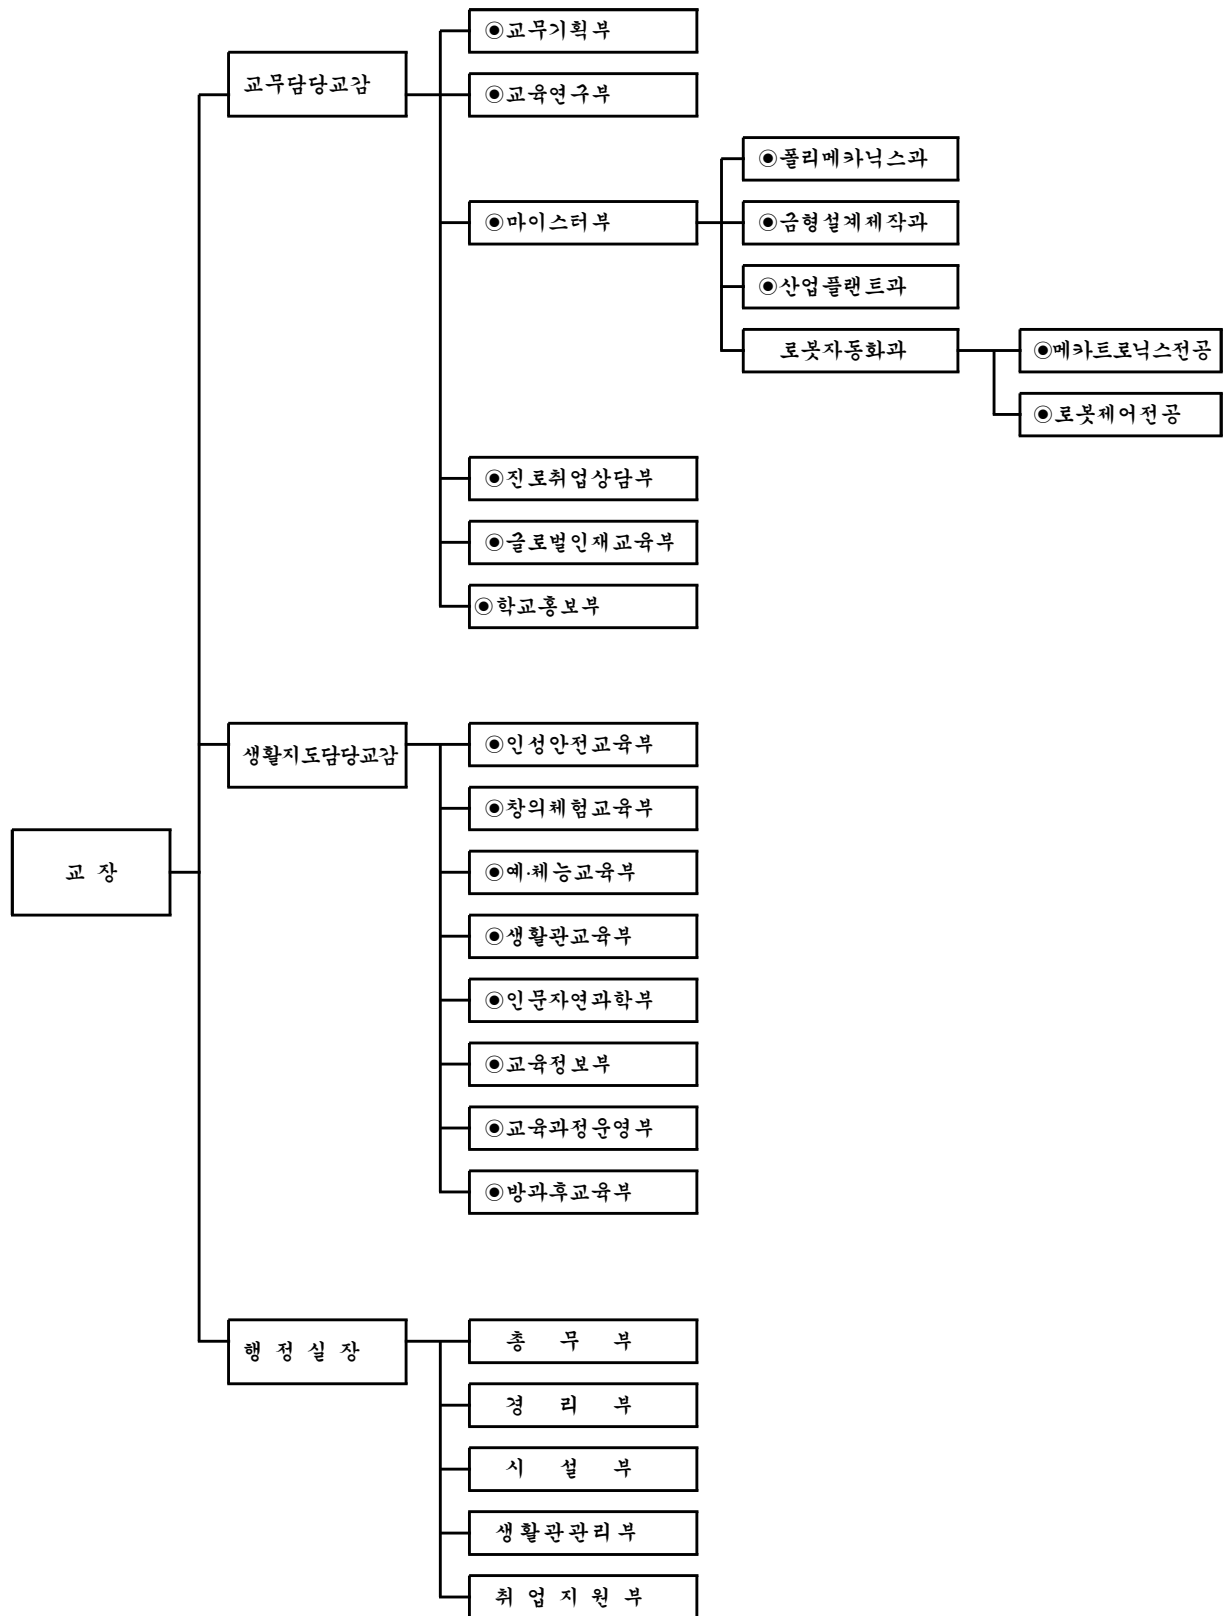 ◉교무기획부
교무담당교감
◉교육연구부
◉폴리메카닉스과
◉마이스터부
◉금형설계제작과
◉산업플랜트과
로봇자동화과
◉메카트로닉스전공
◉로봇제어전공
◉진로취업상담부
◉글로벌인재교육부
◉학교홍보부
생활지도담당교감
◉인성안전교육부
◉창의체험교육부
교 장
◉예·체능교육부
◉생활관교육부
◉인문자연과학부
◉교육정보부
◉교육과정운영부
◉방과후교육부
행 정 실 장
총 무 부
경 리 부
시 설 부
생활관관리부
취 업 지 원 부